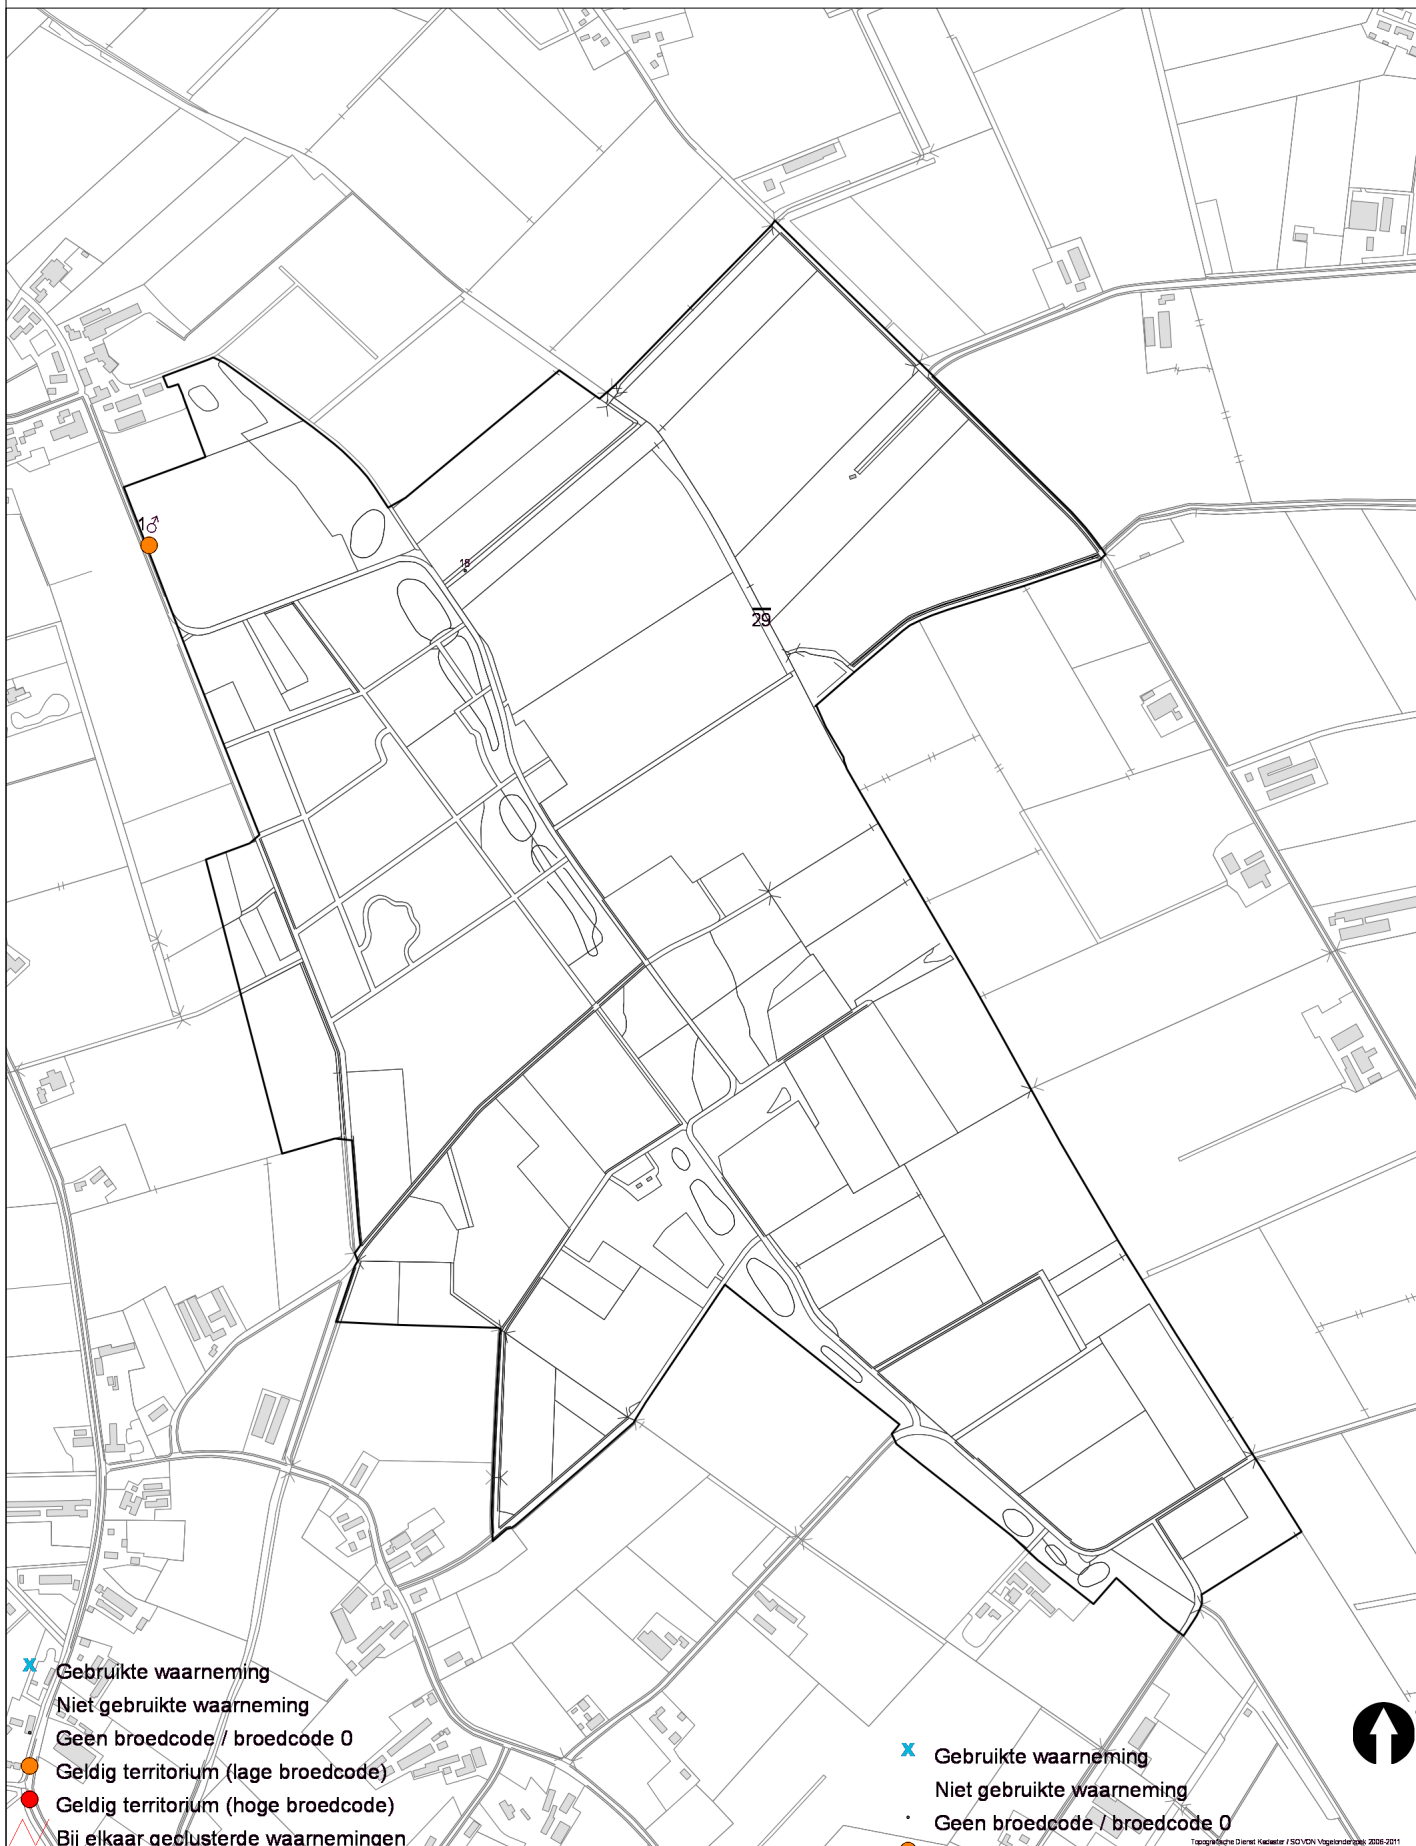 1♂
18
29
x Gebruikte waarneming
Niet gebruikte waarneming
Geen broedcode / broedcode 0
Geldig territorium (lage broedcode)
Geldig territorium (hoge broedcode)
Bij elkaar geclusterde waarnemingen
x Gebruikte waarneming
Niet gebruikte waarneming
Geen broedcode / broedcode 0
Topografische Dienst Kadaster / SOVON Vogelonderzoek 2006-2011